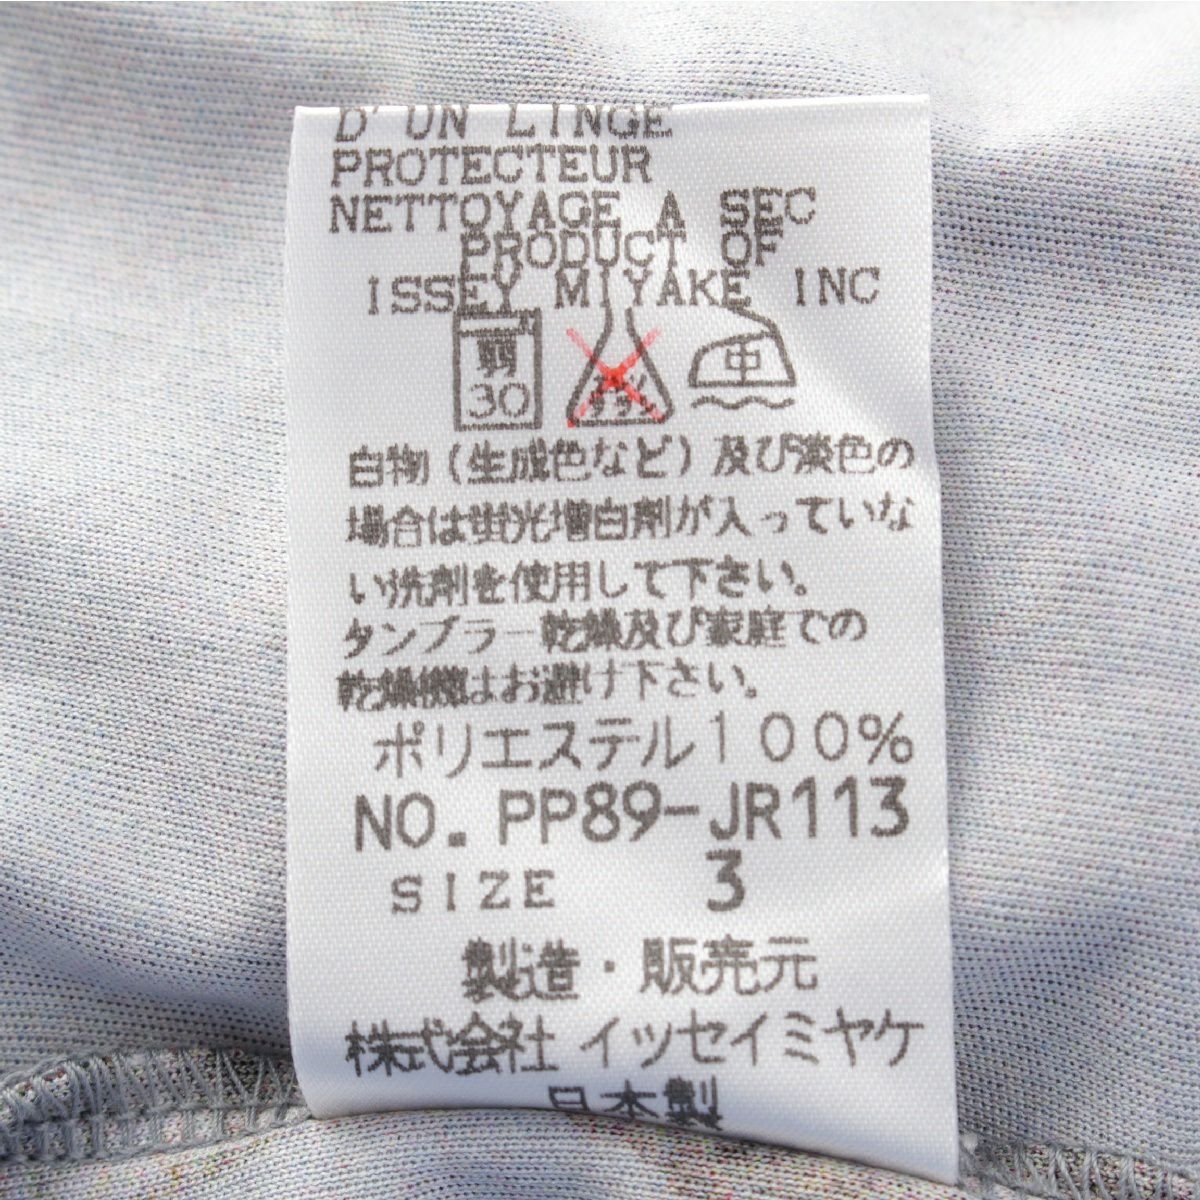 D'UN LINGE
PROTECTEUR
NETTOYAGE A SEC
PRODUCT OF
ISSEY MIYAKE INC
弱 中
30
白物(生成色など)及び淡色の
場合は蛍光増白剤が入っていな
い洗剤を使用して下さい。
タンブラー乾燥及び家庭での
乾燥機はお避け下さい。
ポリエステル100%
NO. PP89-JR113
SIZE 3
製造・販売元
株式会社イッセイミヤケ
日本製